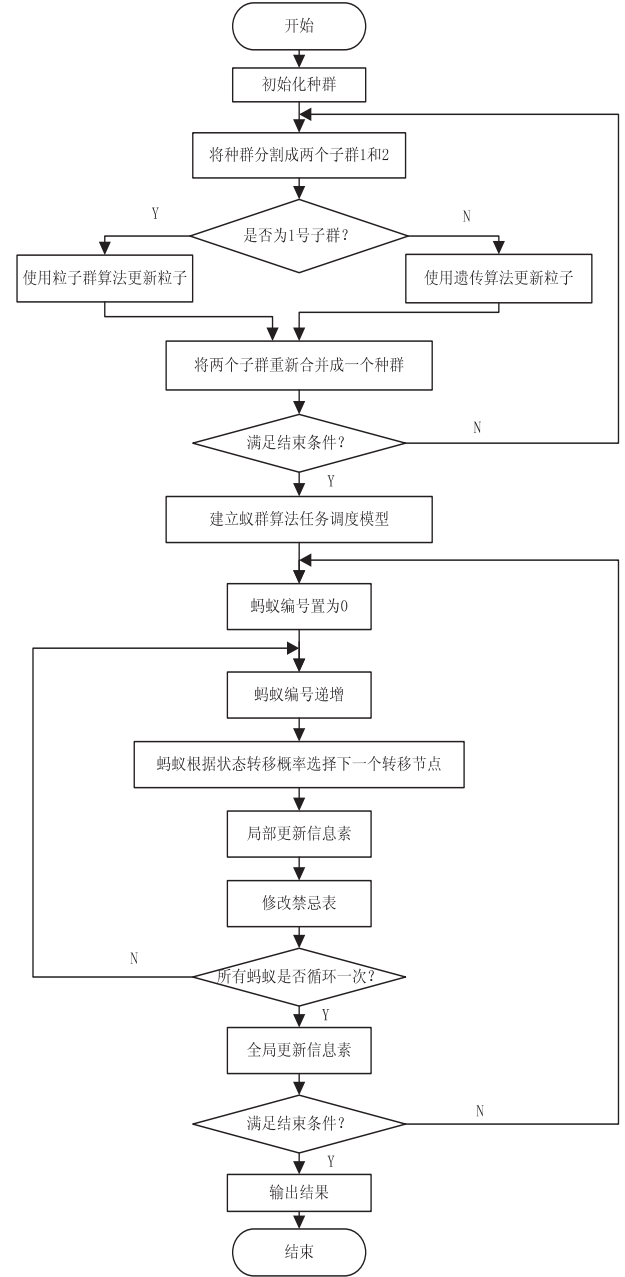 开始
初始化种群
将种群分割成两个子群1和2
是否为1号子群？
Y
N
使用粒子群算法更新粒子
使用遗传算法更新粒子
将两个子群重新合并成一个种群
满足结束条件？
N
Y
建立蚁群算法任务调度模型
蚂蚁编号置为0
蚂蚁编号递增
蚂蚁根据状态转移概率选择下一个转移节点
局部更新信息素
修改禁忌表
所有蚂蚁是否循环一次？
N
Y
全局更新信息素
满足结束条件？
N
Y
输出结果
结束